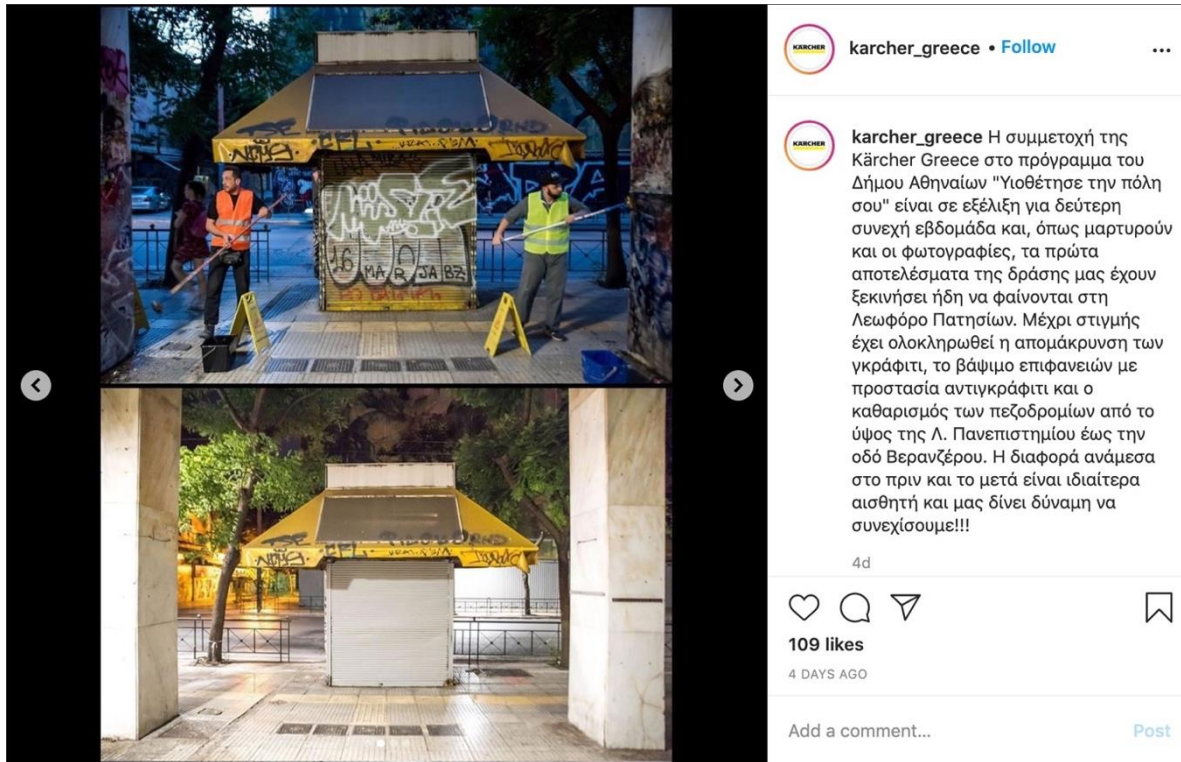 KARCHER
karcher_greece • Follow
KARCHER
karcher_greece Η συμμετοχή της
Kärcher Greece στο πρόγραμμα του
Δήμου Αθηναίων "Υιοθέτησε την πόλη
σου" είναι σε εξέλιξη για δεύτερη
συνεχή εβδομάδα και, όπως μαρτυρούν
και οι φωτογραφίες, τα πρώτα
αποτελέσματα της δράσης μας έχουν
ξεκινήσει ήδη να φαίνονται στη
Λεωφόρο Πατησίων. Μέχρι στιγμής
έχει ολοκληρωθεί η απομάκρυνση των
γκράφιτι, το βάψιμο επιφανειών με
προστασία αντιγκράφιτι και ο
καθαρισμός των πεζοδρομίων από το
ύψος της Λ. Πανεπιστημίου έως την
οδό Βερανζέρου. Η διαφορά ανάμεσα
στο πριν και το μετά είναι ιδιαίτερα
αισθητή και μας δίνει δύναμη να
συνεχίσουμε!!!
4d
109 likes
4 DAYS AGO
Add a comment...
Post